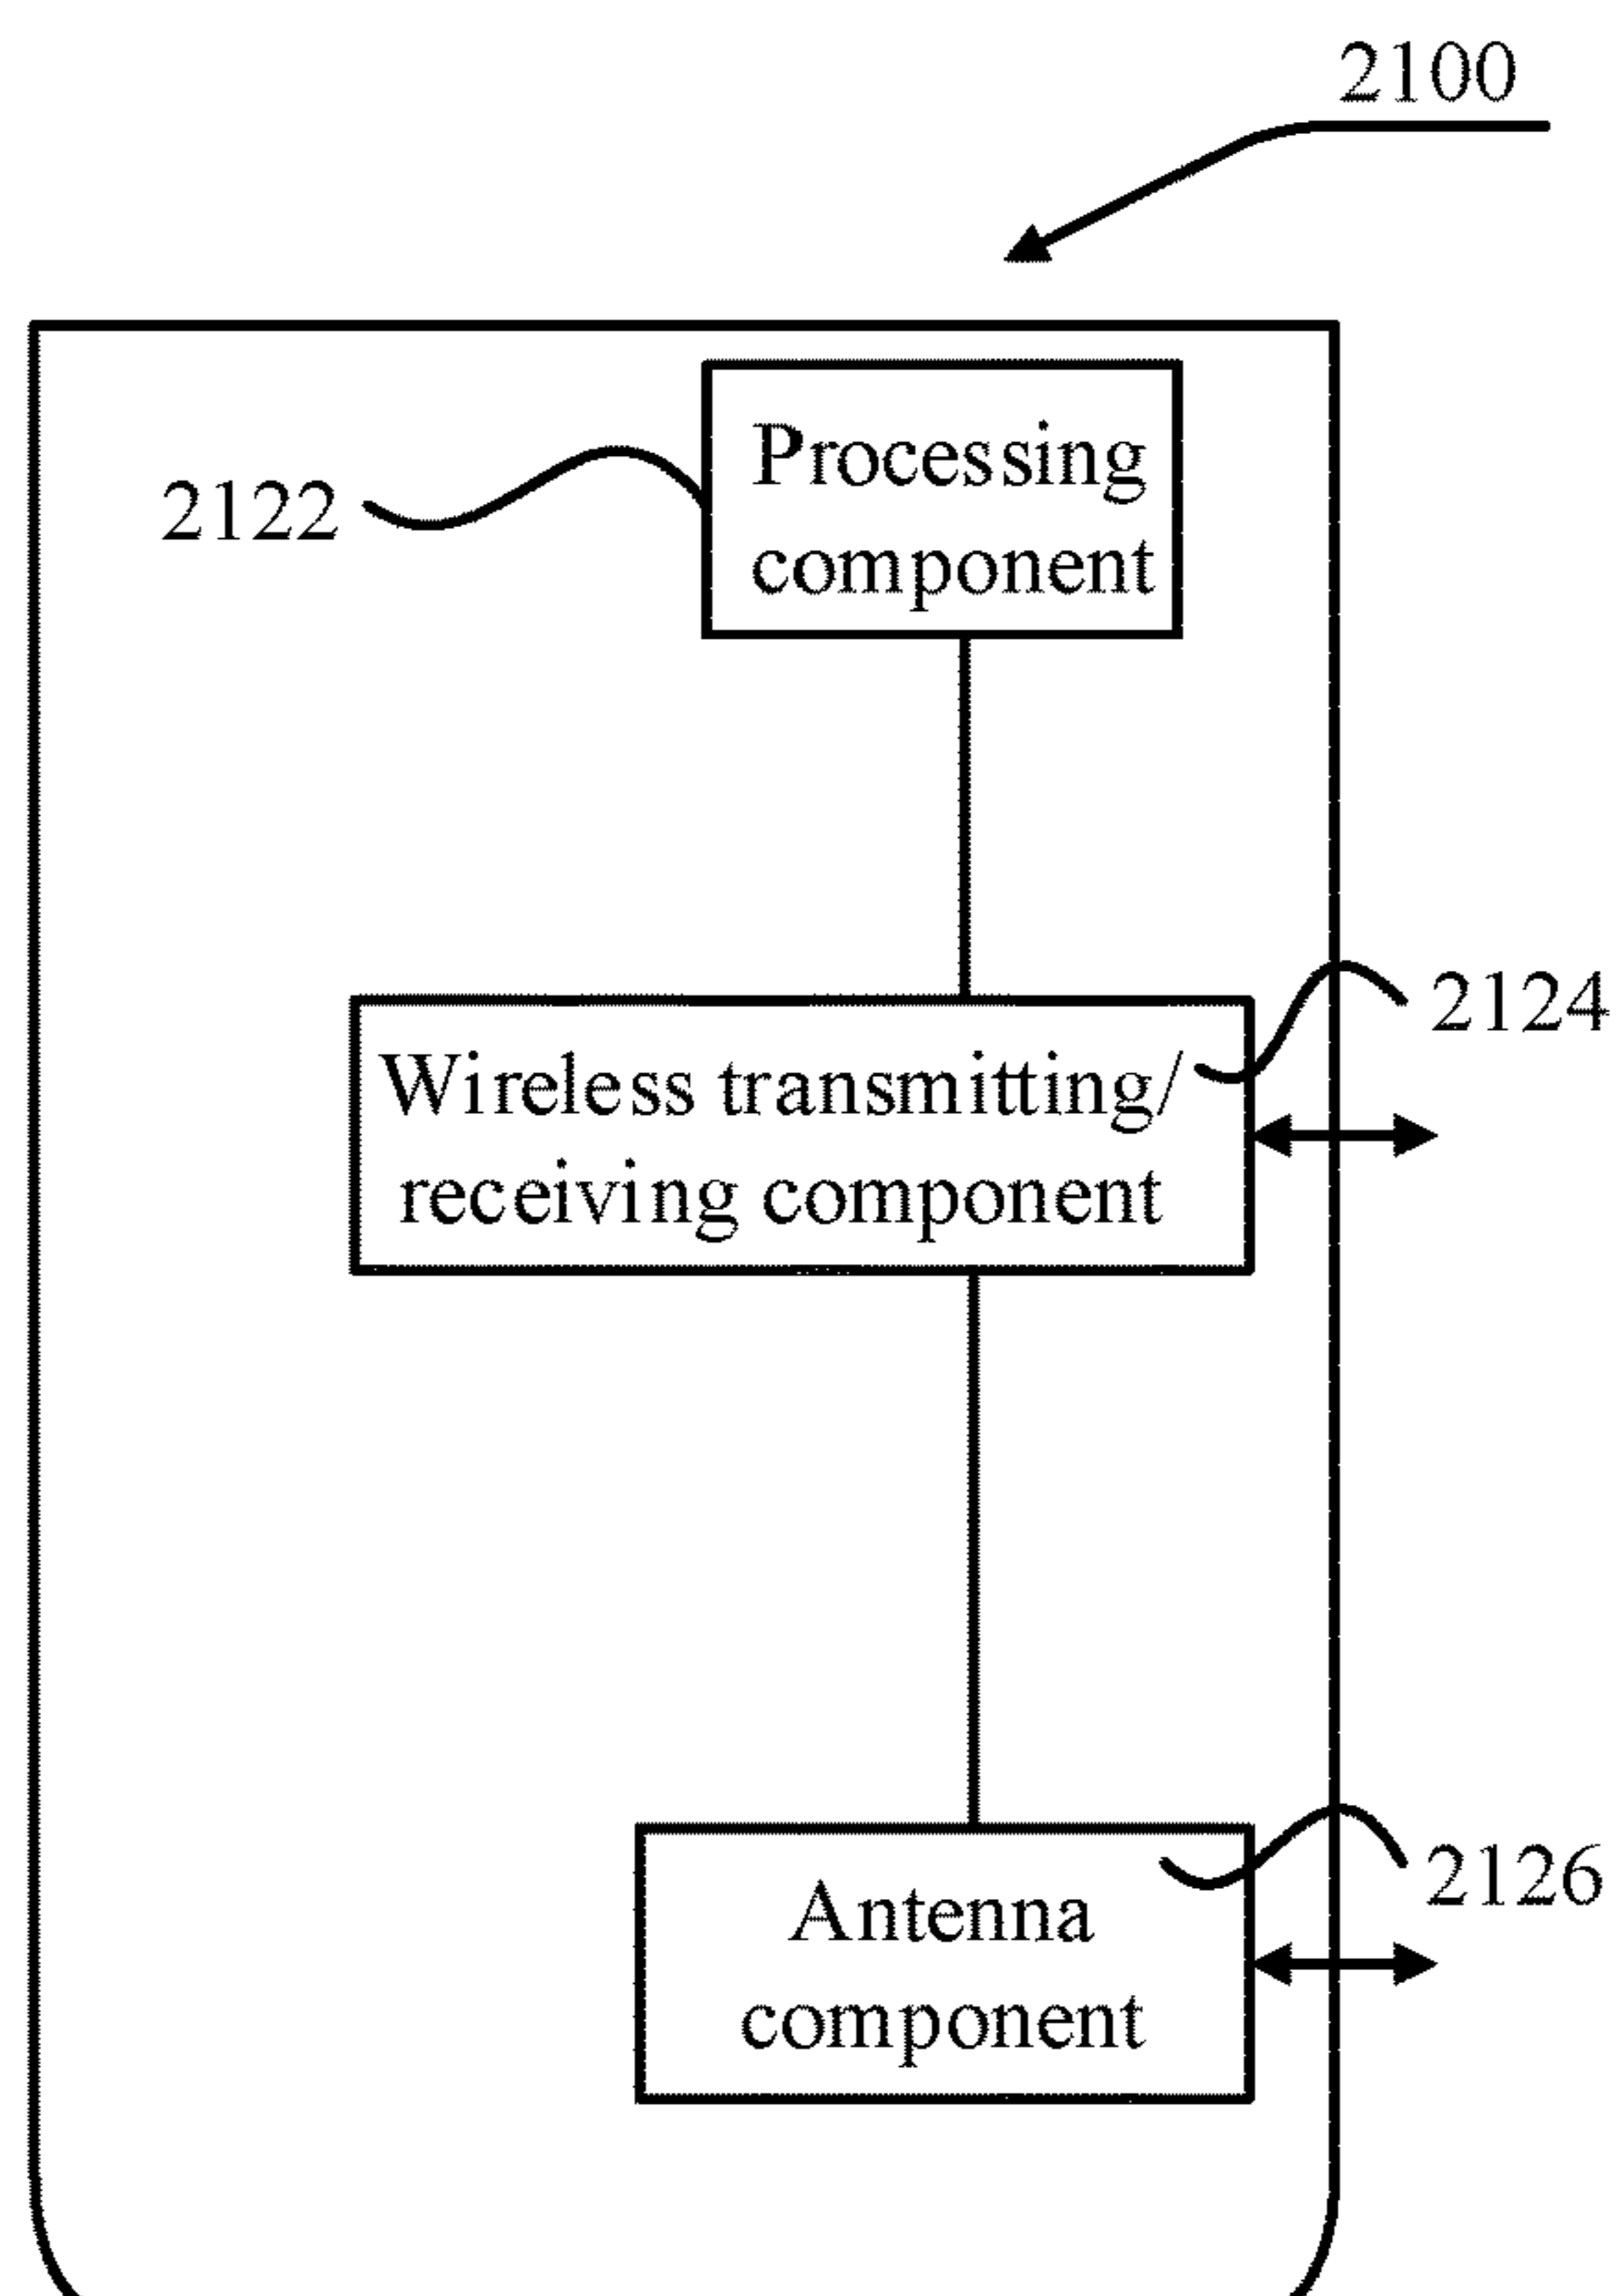 2100
Processing
component
2122
Wireless transmitting/
receiving component
2124
Antenna
component
2126